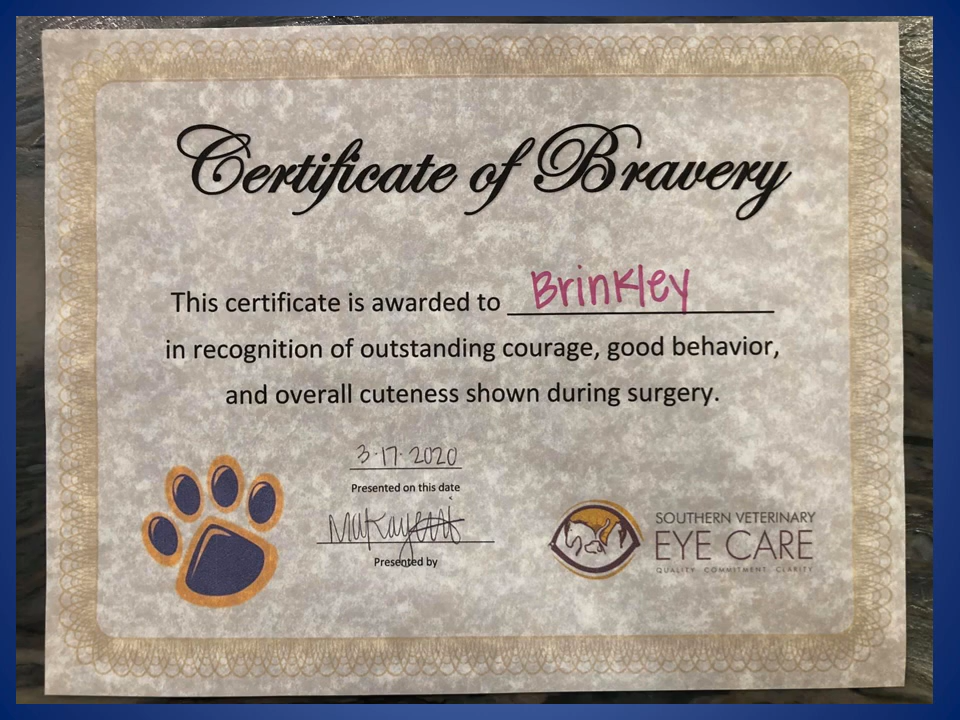 Certificate of Bravery
This certificate is awarded to Brinkley
in recognition of outstanding courage, good behavior,
and overall cuteness shown during surgery.
3-17-2020
Presented on this date
Presented by
SOUTHERN VETERINARY
EYE CARE
QUALITY COMMITMENT CLARITY